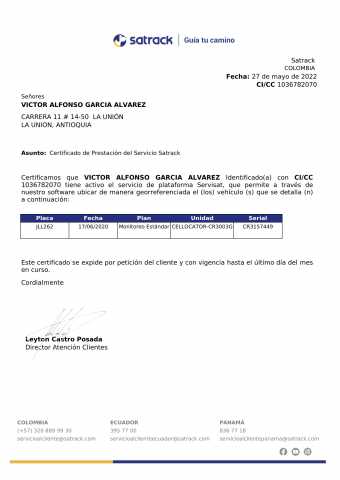 satrack Guía tu camino
Satrack
COLOMBIA
Fecha: 27 de mayo de 2022
CI/CC 1036782070
Señores
VICTOR ALFONSO GARCIA ALVAREZ
CARRERA 11 # 14-50 LA UNIÓN
LA UNION, ANTIOQUIA
Asunto: Certificado de Prestación del Servicio Satrack
Certificamos que VICTOR ALFONSO GARCIA ALVAREZ Identificado(a) con CI/CC
1036782070 tiene activo el servicio de plataforma Servisat, que permite a través de
nuestro software ubicar de manera georreferenciada el (los) vehículo (s) que se detalla (n)
a continuación:
Placa Fecha Plan Unidad Serial
JLL262 17/06/2020 Monitoreo Estándar CELLOCATOR-CR300G CR3157449
Este certificado se expide por petición del cliente y con vigencia hasta el último día del mes
en curso.
Cordialmente
Leyton Castro Posada
Director Atención Clientes
COLOMBIA ECUADOR PANAMÁ
(+57) 320 889 99 30 395 77 00 836 77 18
servicioalcliente@satrack.com servicioalclienteecuador@satrack.com servicioalclientepanama@satrack.com